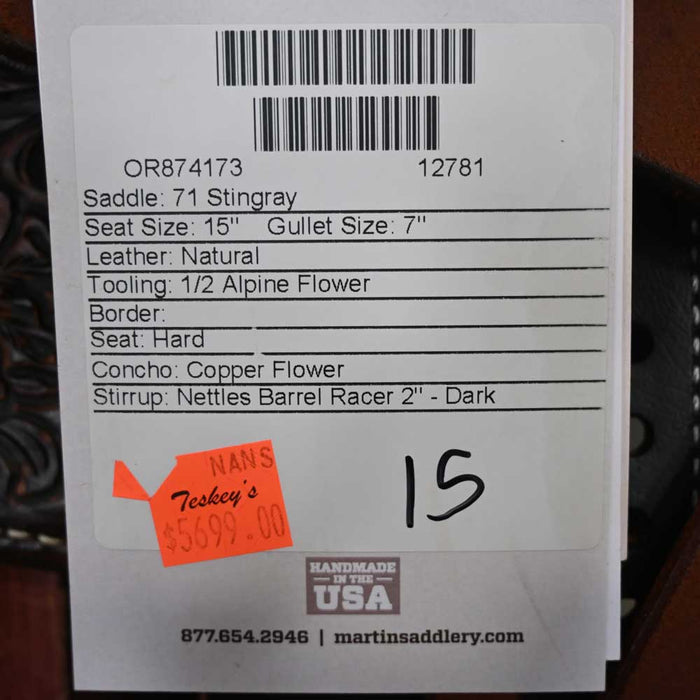 OR874173 12781
Saddle: 71 Stingray
Seat Size: 15" Gullet Size: 7"
Leather: Natural
Tooling: 1/2 Alpine Flower
Border:
Seat: Hard
Concho: Copper Flower
Stirrup: Nettles Barrel Racer 2" - Dark
NANS
Teskey's
$5699.00
15
HANDMADE
IN THE
USA
877.654.2946 | martinsaddlery.com